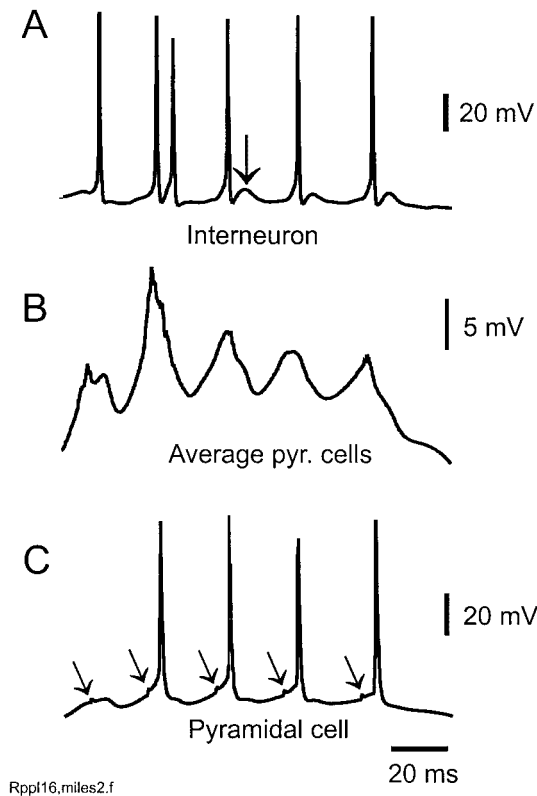 A
20 mV
Interneuron
B
5 mV
Average pyr. cells
C
20 mV
Pyramidal cell
20 ms
Rppl16,miles2.f